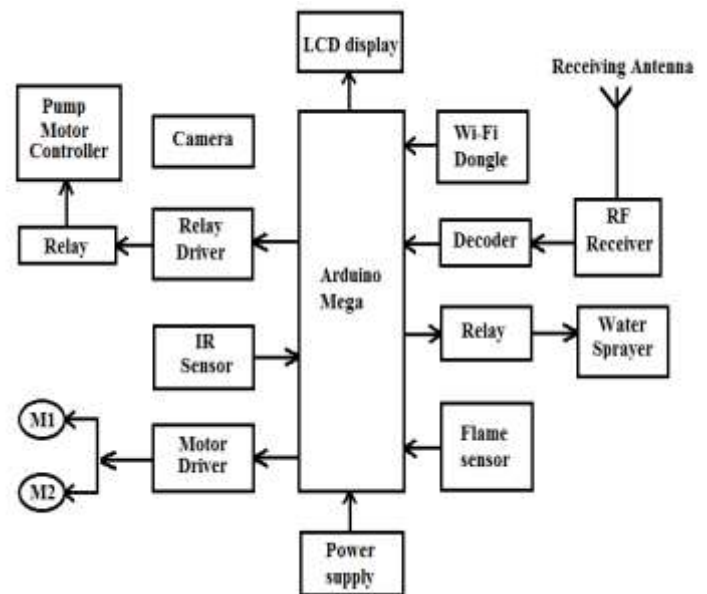 LCD display
Receiving Antenna
Pump
Motor
Controller
Camera
Wi-Fi
Dongle
Relay
Relay
Driver
Decoder
RF
Receiver
Arduino
Mega
IR
Sensor
Relay
Water
Sprayer
M1
M2
Motor
Driver
Flame
sensor
Power
supply